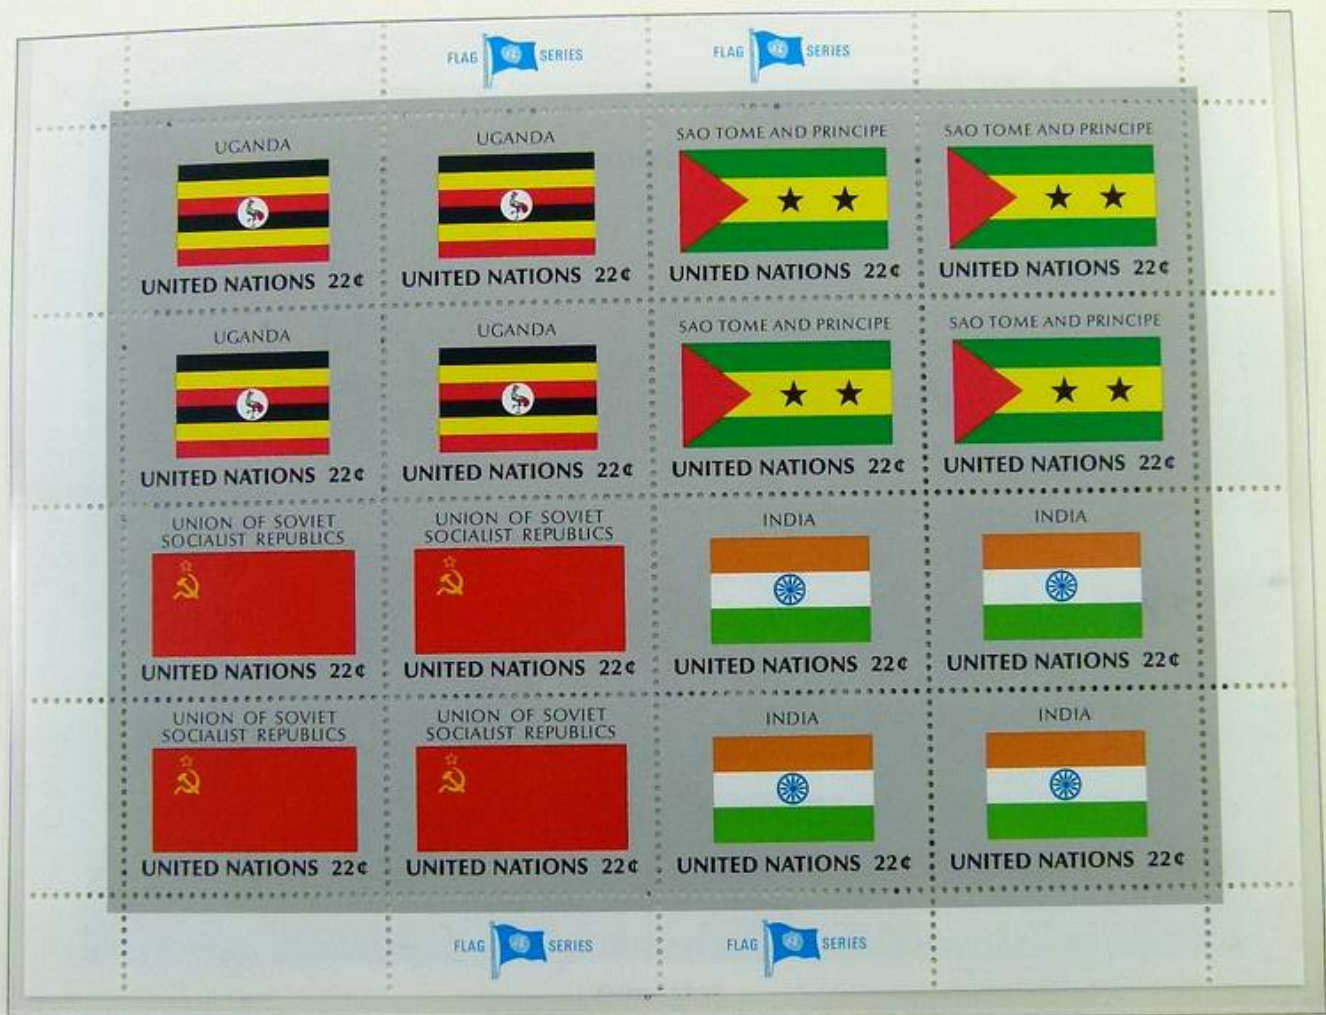 FLAG SERIES FLAG SERIES
UGANDA UGANDA SAO TOME AND PRINCIPE SAO TOME AND PRINCIPE
UNITED NATIONS 22¢ UNITED NATIONS 22¢ UNITED NATIONS 22¢ UNITED NATIONS 22¢
UGANDA UGANDA SAO TOME AND PRINCIPE SAO TOME AND PRINCIPE
UNITED NATIONS 22¢ UNITED NATIONS 22¢ UNITED NATIONS 22¢ UNITED NATIONS 22¢
UNION OF SOVIET UNION OF SOVIET INDIA INDIA
SOCIALIST REPUBLICS SOCIALIST REPUBLICS
UNITED NATIONS 22¢ UNITED NATIONS 22¢ UNITED NATIONS 22¢ UNITED NATIONS 22¢
UNION OF SOVIET UNION OF SOVIET INDIA INDIA
SOCIALIST REPUBLICS SOCIALIST REPUBLICS
UNITED NATIONS 22¢ UNITED NATIONS 22¢ UNITED NATIONS 22¢ UNITED NATIONS 22¢
FLAG SERIES FLAG SERIES